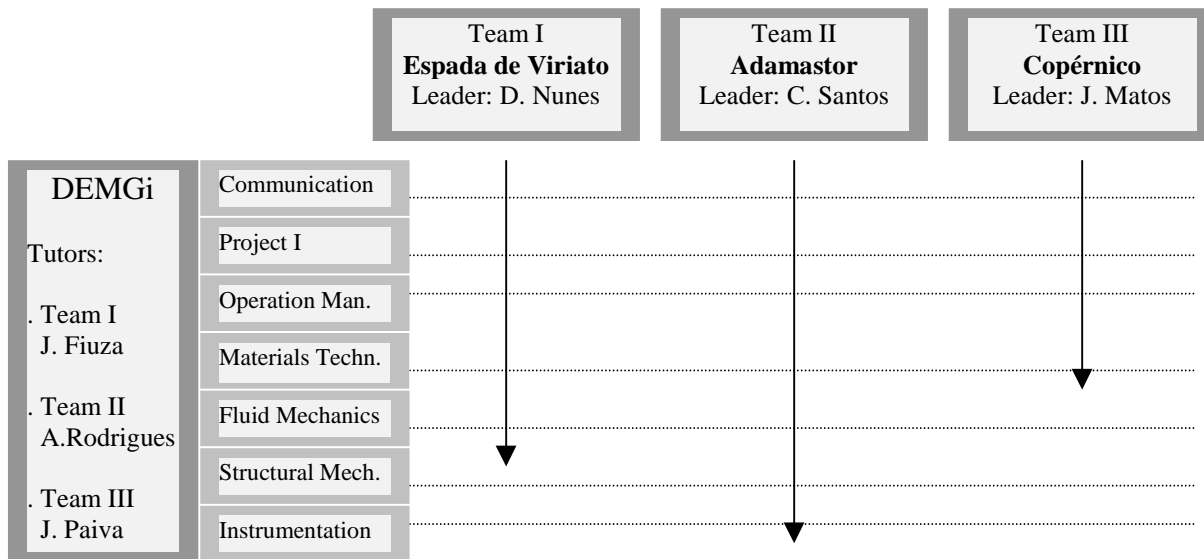 Team I
Espada de Viriato
Leader: D. Nunes
Team II
Adamastor
Leader: C. Santos
Team III
Copérnico
Leader: J. Matos
DEMGi
Tutors:
. Team I
J. Fiuza
. Team II
A.Rodrigues
. Team III
J. Paiva
Communication
Project I
Operation Man.
Materials Techn.
Fluid Mechanics
Structural Mech.
Instrumentation